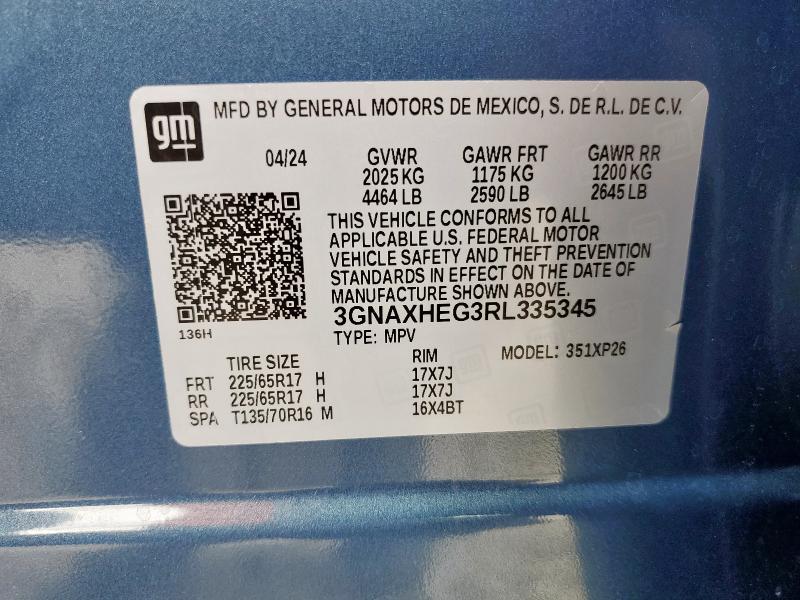 gm MFD BY GENERAL MOTORS DE MEXICO, S. DE R.L. DE C.V.
04/24 GVWR GAWR FRT GAWR RR
2025 KG 1175 KG 1200 KG
4464 LB 2590 LB 2645 LB
THIS VEHICLE CONFORMS TO ALL
APPLICABLE U.S. FEDERAL MOTOR
VEHICLE SAFETY AND THEFT PREVENTION
STANDARDS IN EFFECT ON THE DATE OF
MANUFACTURE SHOWN ABOVE.
3GNAXHEG3RL335345
136H TYPE: MPV
TIRE SIZE RIM MODEL: 351XP26
FRT 225/65R17 H 17X7J
RR 225/65R17 H 17X7J
SPA T135/70R16 M 16X4BT